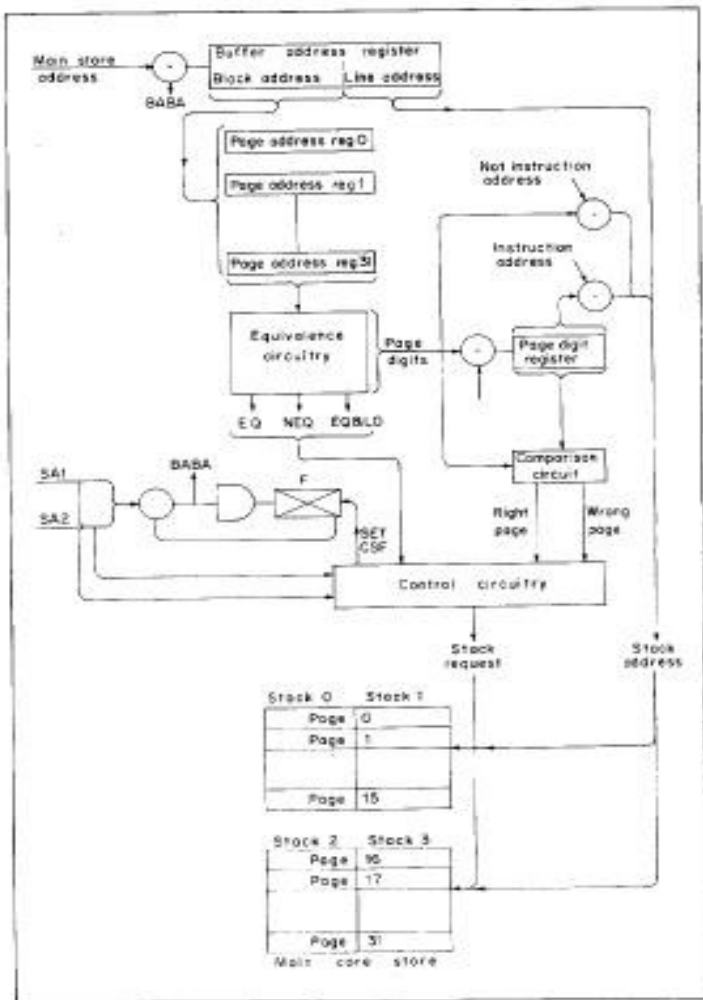 Main store
address
Buffer address register
Block address
Line address
BABA
Page address reg 0
Page address reg 1
Page address reg 31
Not instruction
address
Instruction
address
Equivalence
circuitry
Page
digits
Page digit
register
EQ NEQ EQB/LD
Comparison
circuit
SA1
SA2
BABA
F
SET
CSF
Right
page
Wrong
page
Control circuitry
Stack
request
Stack
address
Stack 0 Stack 1
Page 0
Page 1
Page 15
Stack 2 Stack 3
Page 16
Page 17
Page 31
Main core store